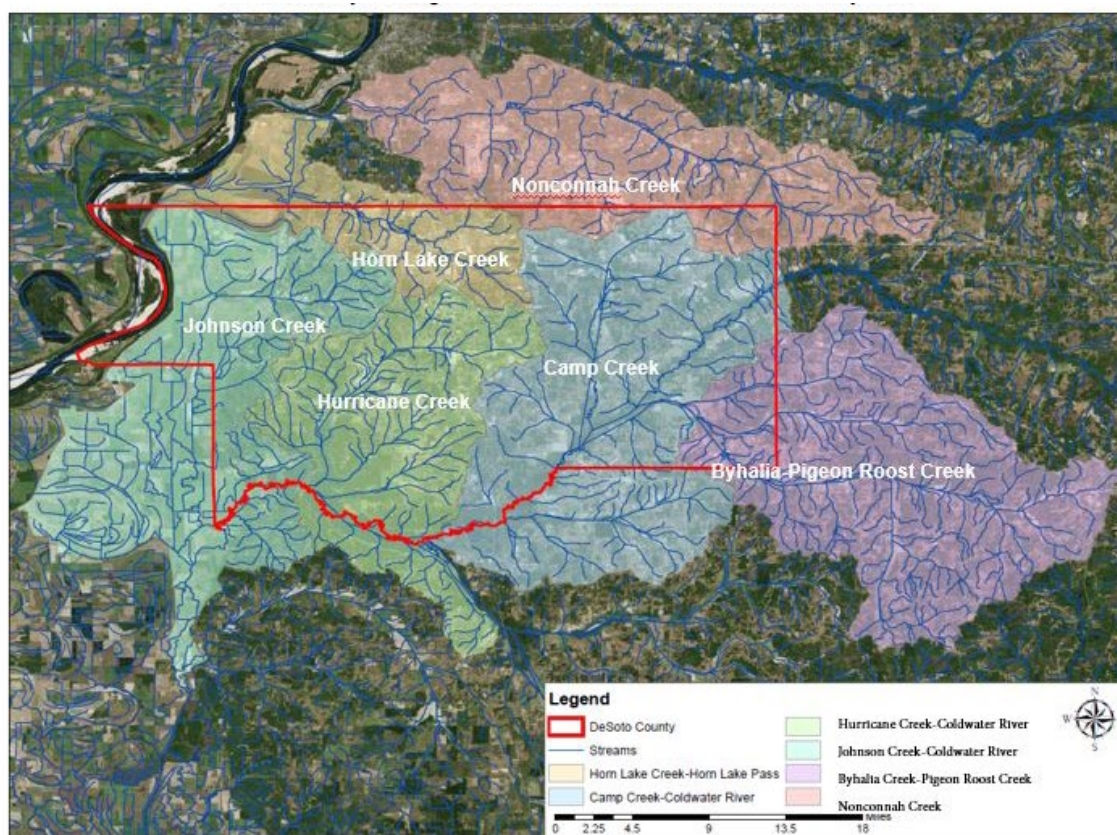 Nonconnah Creek
Horn Lake Creek
Johnson Creek
Camp Creek
Hurricane Creek
Byhalia-Pigeon Roost Creek
Legend
DeSoto County
Streams
Horn Lake Creek-Horn Lake Pass
Camp Creek-Coldwater River
Hurricane Creek-Coldwater River
Johnson Creek-Coldwater River
Byhalia Creek-Pigeon Roost Creek
Nonconnah Creek
N
W
E
S
Miles
0 2.25 4.5 9 13.5 18